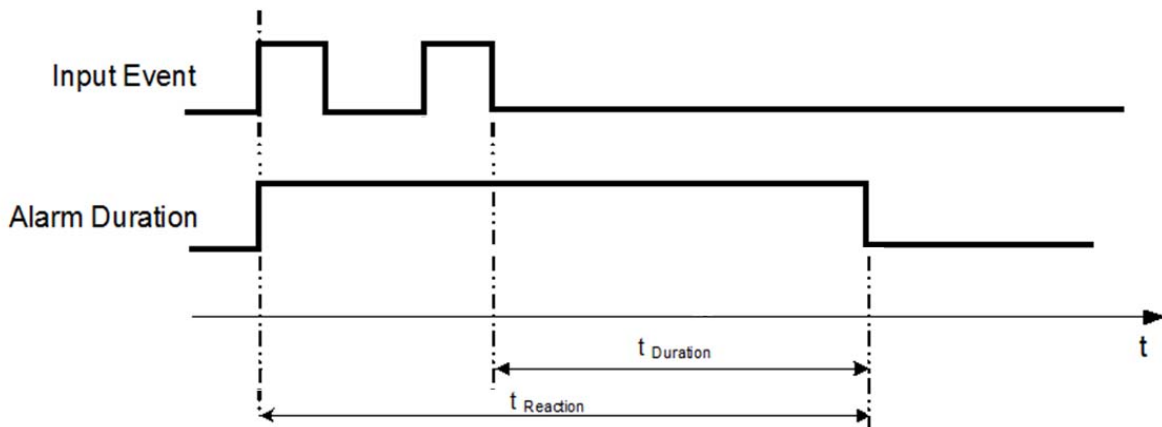 Input Event
Alarm Duration
t
t Duration
t Reaction